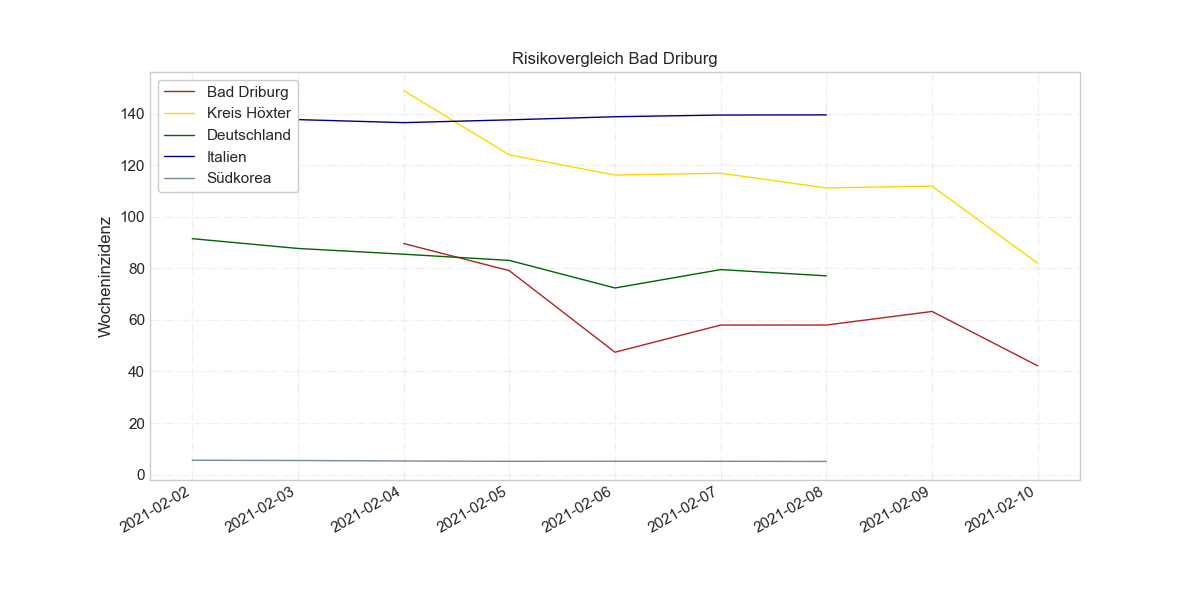 Risikovergleich Bad Driburg
Bad Driburg
Kreis Höxter
Deutschland
Italien
Südkorea
Wocheninzidenz
140
120
100
80
60
40
20
0
2021-02-02
2021-02-03
2021-02-04
2021-02-05
2021-02-06
2021-02-07
2021-02-08
2021-02-09
2021-02-10